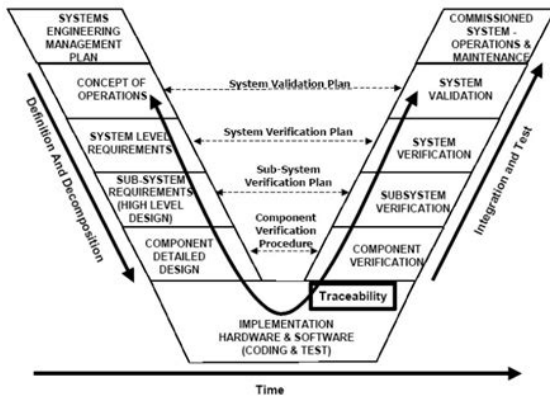 SYSTEMS
ENGINEERING
MANAGEMENT
PLAN
COMMISSIONED
SYSTEM -
OPERATIONS &
MAINTENANCE
CONCEPT OF
OPERATIONS
System Validation Plan
SYSTEM
VALIDATION
SYSTEM LEVEL
REQUIREMENTS
System Verification Plan
SYSTEM
VERIFICATION
SUB-SYSTEM
REQUIREMENTS
(HIGH LEVEL
DESIGN)
Sub-System
Verification Plan
SUBSYSTEM
VERIFICATION
COMPONENT
DETAILED
DESIGN
Component
Verification
Procedure
COMPONENT
VERIFICATION
Definition And Decomposition
Integration and Test
Traceability
IMPLEMENTATION
HARDWARE & SOFTWARE
(CODING & TEST)
Time